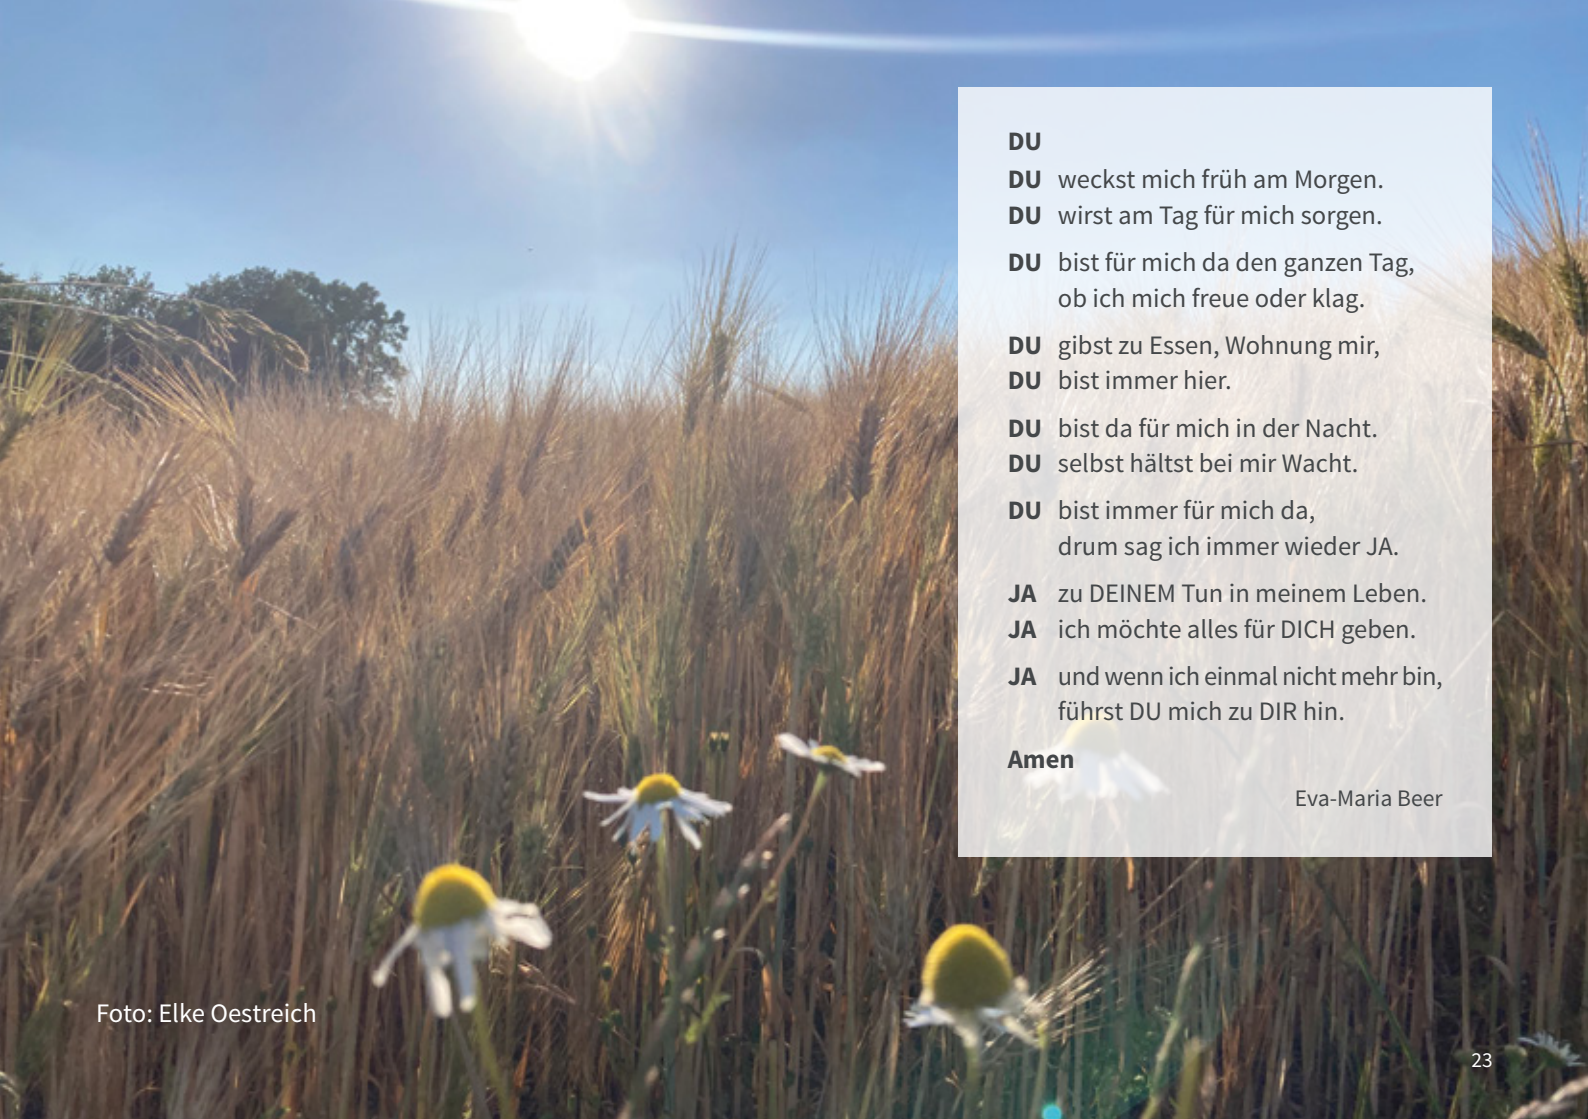 DU
DU weckst mich früh am Morgen.
DU wirst am Tag für mich sorgen.
DU bist für mich da den ganzen Tag,
ob ich mich freue oder klag.
DU gibst zu Essen, Wohnung mir,
DU bist immer hier.
DU bist da für mich in der Nacht.
DU selbst hältst bei mir Wacht.
DU bist immer für mich da,
drum sag ich immer wieder JA.
JA zu DEINEM Tun in meinem Leben.
JA ich möchte alles für DICH geben.
JA und wenn ich einmal nicht mehr bin,
führst DU mich zu DIR hin.
Amen
Eva-Maria Beer
Foto: Elke Oestreich
23